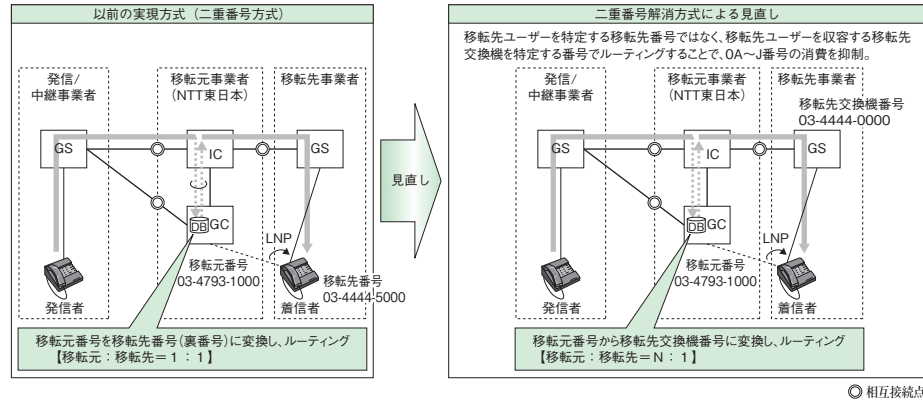 以前の実現方式（二重番号方式）
発信/
中継事業者
移転元事業者
（NTT東日本）
移転先事業者
GS
IC
GS
DB
GC
LNP
発信者
移転元番号
03-4793-1000
着信者
移転先番号
03-4444-5000
移転元番号を移転先番号（裏番号）に変換し、ルーティング
【移転元：移転先＝1：1】
見直し
二重番号解消方式による見直し
移転先ユーザーを特定する移転先番号ではなく、移転先ユーザーを収容する移転先
交換機を特定する番号でルーティングすることで、0A～J番号の消費を抑制。
発信/
中継事業者
移転元事業者
（NTT東日本）
移転先事業者
移転先交換機番号
03-4444-0000
GS
IC
GS
DB
GC
LNP
発信者
移転元番号
03-4793-1000
着信者
移転元番号から移転先交換機番号に変換し、ルーティング
【移転元：移転先＝N：1】
◎ 相互接続点